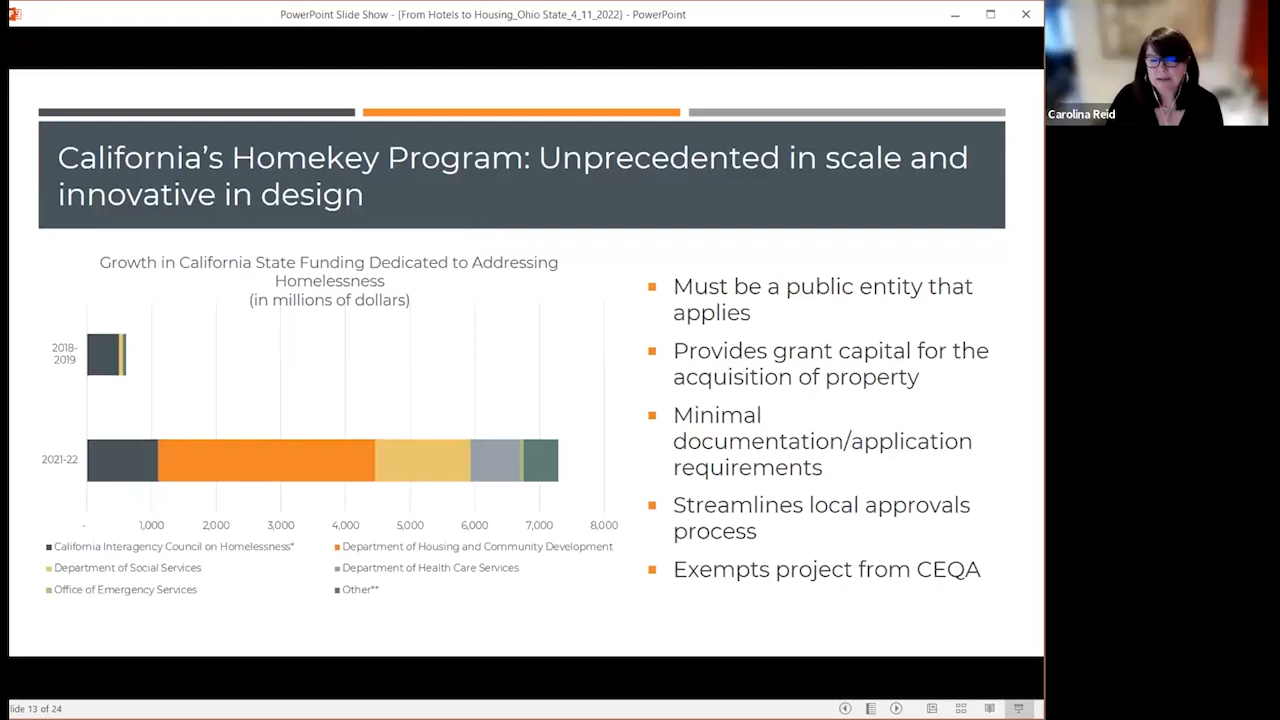 PowerPoint Slide Show - [From Hotels to Housing_Ohio State_4_11_2022] - PowerPoint
Carolina Reid
California's Homekey Program: Unprecedented in scale and
innovative in design
Growth in California State Funding Dedicated to Addressing
Homelessness
(in millions of dollars)
2018-
2019
2021-22
-
1,000
2,000
3,000
4,000
5,000
6,000
7,000
8,000
California Interagency Council on Homelessness*
Department of Housing and Community Development
Department of Social Services
Department of Health Care Services
Office of Emergency Services
Other**
Must be a public entity that
applies
Provides grant capital for the
acquisition of property
Minimal
documentation/application
requirements
Streamlines local approvals
process
Exempts project from CEQA
lide 13 of 24